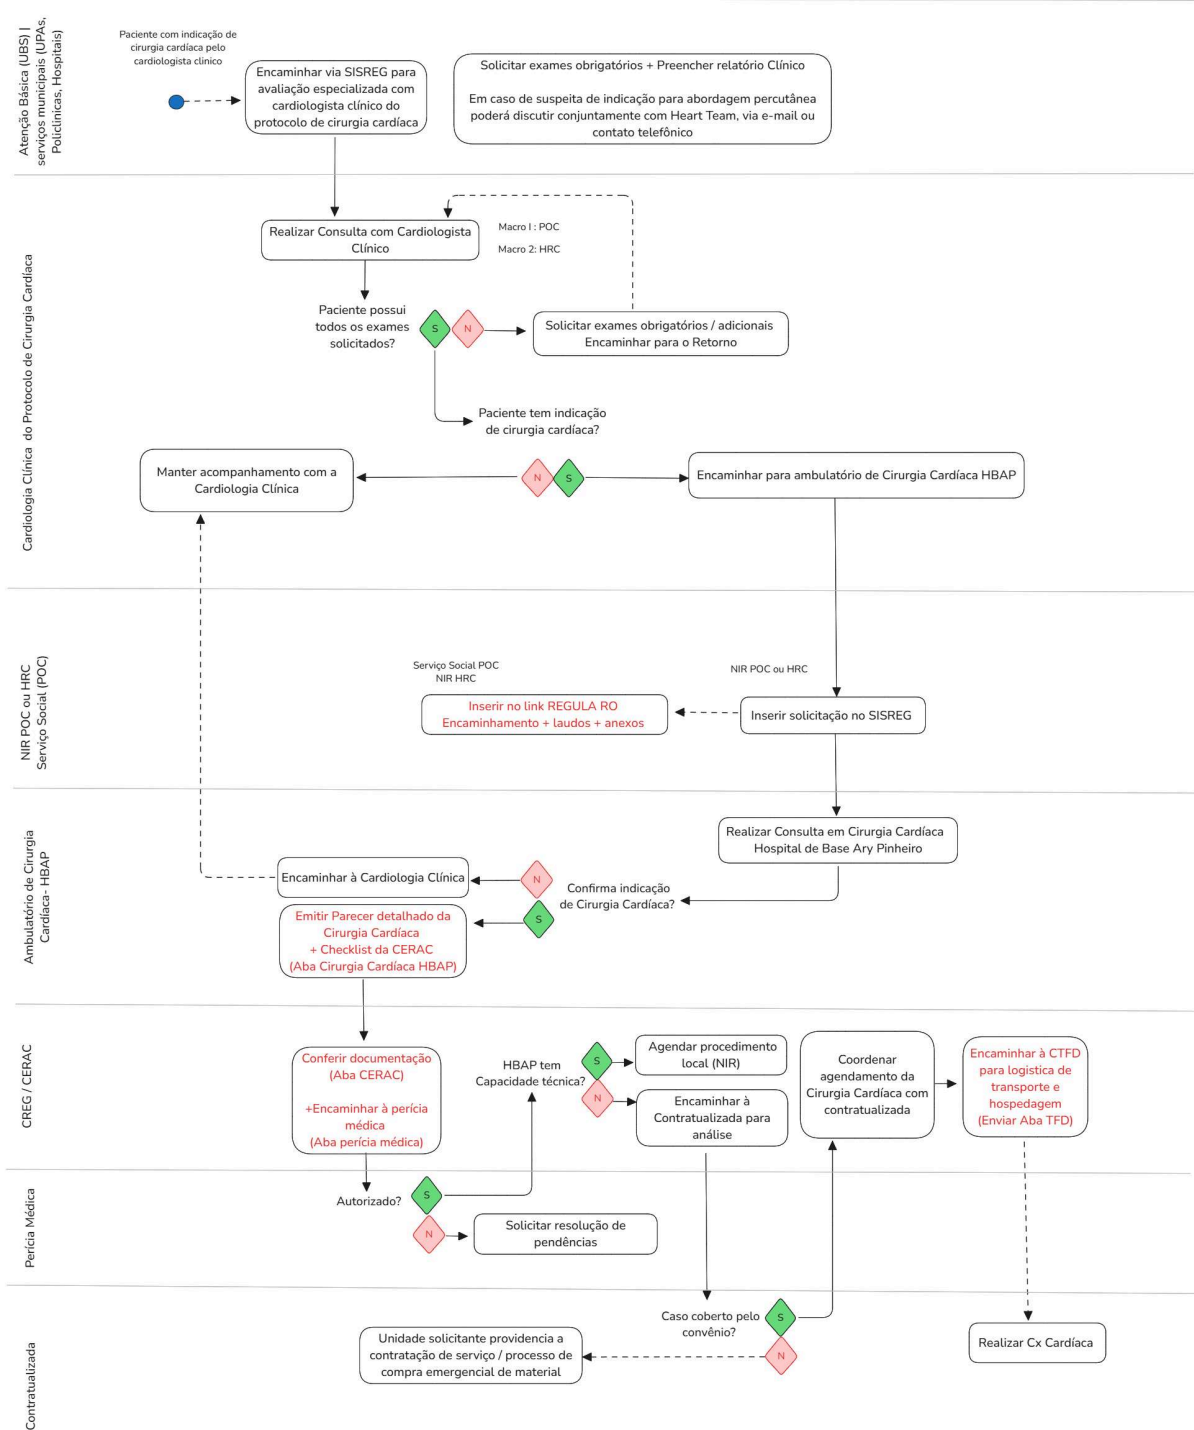 Atenção Básica (UBS) |
serviços municipais (UPAs,
Policlinicas, Hospitais)
Paciente com indicação de
cirurgia cardíaca pelo
cardiologista clinico
Encaminhar via SISREG para
avaliação especializada com
cardiologista clínico do
protocolo de cirurgia cardíaca
Solicitar exames obrigatórios + Preencher relatório Clínico
Em caso de suspeita de indicação para abordagem percutânea
poderá discutir conjuntamente com Heart Team, via e-mail ou
contato telefônico
Cardiologia Clínica do Protocolo de Cirurgia Cardíaca
Realizar Consulta com Cardiologista
Clínico
Macro I : POC
Macro 2: HRC
Paciente possui
todos os exames
solicitados?
S
N
Solicitar exames obrigatórios / adicionais
Encaminhar para o Retorno
Paciente tem indicação
de cirurgia cardíaca?
Manter acompanhamento com a
Cardiologia Clínica
N
S
Encaminhar para ambulatório de Cirurgia Cardíaca HBAP
NIR POC ou HRC
Serviço Social (POC)
Serviço Social POC
NIR HRC
Inserir no link REGULA RO
Encaminhamento + laudos + anexos
NIR POC ou HRC
Inserir solicitação no SISREG
Ambulatório de Cirurgia
Cardíaca- HBAP
Realizar Consulta em Cirurgia Cardíaca
Hospital de Base Ary Pinheiro
Encaminhar à Cardiologia Clínica
N
Confirma indicação
de Cirurgia Cardíaca?
S
Emitir Parecer detalhado da
Cirurgia Cardíaca
+ Checklist da CERAC
(Aba Cirurgia Cardíaca HBAP)
CREG / CERAC
Conferir documentação
(Aba CERAC)
+Encaminhar à perícia
médica
(Aba perícia médica)
HBAP tem
Capacidade técnica?
S
N
Agendar procedimento
local (NIR)
Encaminhar à
Contratualizada para
análise
Coordenar
agendamento da
Cirurgia Cardíaca com
contratualizada
Encaminhar à CTFD
para logistica de
transporte e
hospedagem
(Enviar Aba TFD)
Perícia Médica
Autorizado?
S
N
Solicitar resolução de
pendências
Contratualizada
Caso coberto pelo
convênio?
S
N
Unidade solicitante providencia a
contratação de serviço / processo de
compra emergencial de material
Realizar Cx Cardíaca